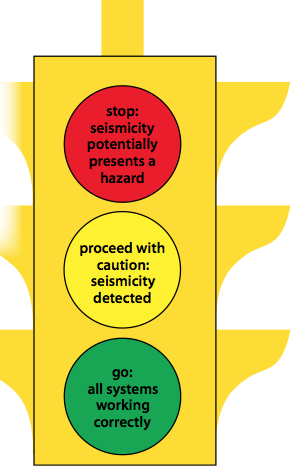 stop:
seismicity
potentially
presents a
hazard
proceed with
caution:
seismicity
detected
go:
all systems
working
correctly